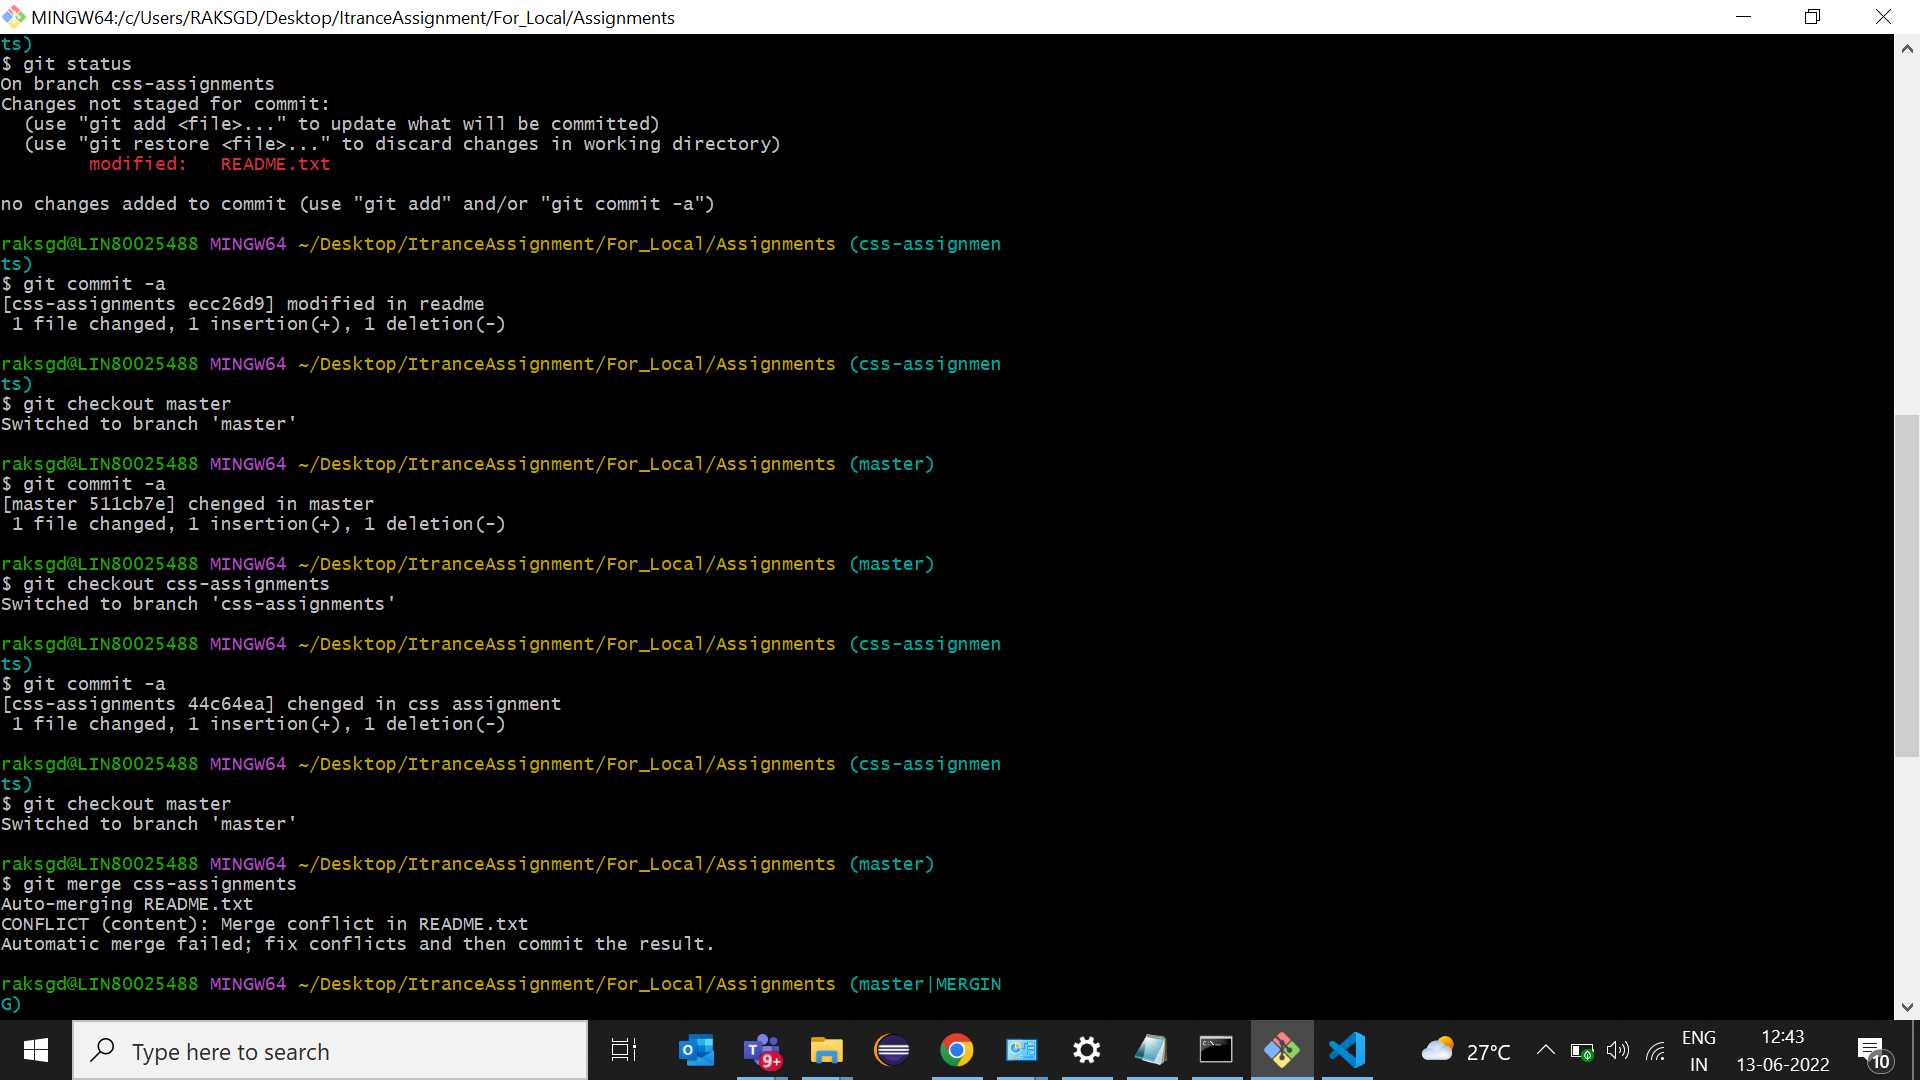 MINGW64:/c/Users/RAKSGD/Desktop/ItranceAssignment/For_Local/Assignments
ts)
$ git status
On branch css-assignments
Changes not staged for commit:
  (use "git add <file>..." to update what will be committed)
  (use "git restore <file>..." to discard changes in working directory)
        modified:   README.txt

no changes added to commit (use "git add" and/or "git commit -a")

raksgd@LIN80025488 MINGW64 ~/Desktop/ItranceAssignment/For_Local/Assignments (css-assignmen
ts)
$ git commit -a
[css-assignments ecc26d9] modified in readme
 1 file changed, 1 insertion(+), 1 deletion(-)

raksgd@LIN80025488 MINGW64 ~/Desktop/ItranceAssignment/For_Local/Assignments (css-assignmen
ts)
$ git checkout master
Switched to branch 'master'

raksgd@LIN80025488 MINGW64 ~/Desktop/ItranceAssignment/For_Local/Assignments (master)
$ git commit -a
[master 511cb7e] chenged in master
 1 file changed, 1 insertion(+), 1 deletion(-)

raksgd@LIN80025488 MINGW64 ~/Desktop/ItranceAssignment/For_Local/Assignments (master)
$ git checkout css-assignments
Switched to branch 'css-assignments'

raksgd@LIN80025488 MINGW64 ~/Desktop/ItranceAssignment/For_Local/Assignments (css-assignmen
ts)
$ git commit -a
[css-assignments 44c64ea] chenged in css assignment
 1 file changed, 1 insertion(+), 1 deletion(-)

raksgd@LIN80025488 MINGW64 ~/Desktop/ItranceAssignment/For_Local/Assignments (css-assignmen
ts)
$ git checkout master
Switched to branch 'master'

raksgd@LIN80025488 MINGW64 ~/Desktop/ItranceAssignment/For_Local/Assignments (master)
$ git merge css-assignments
Auto-merging README.txt
CONFLICT (content): Merge conflict in README.txt
Automatic merge failed; fix conflicts and then commit the result.

raksgd@LIN80025488 MINGW64 ~/Desktop/ItranceAssignment/For_Local/Assignments (master|MERGIN
G)
Type here to search
9+
27°C
ENG
IN
12:43
13-06-2022
10